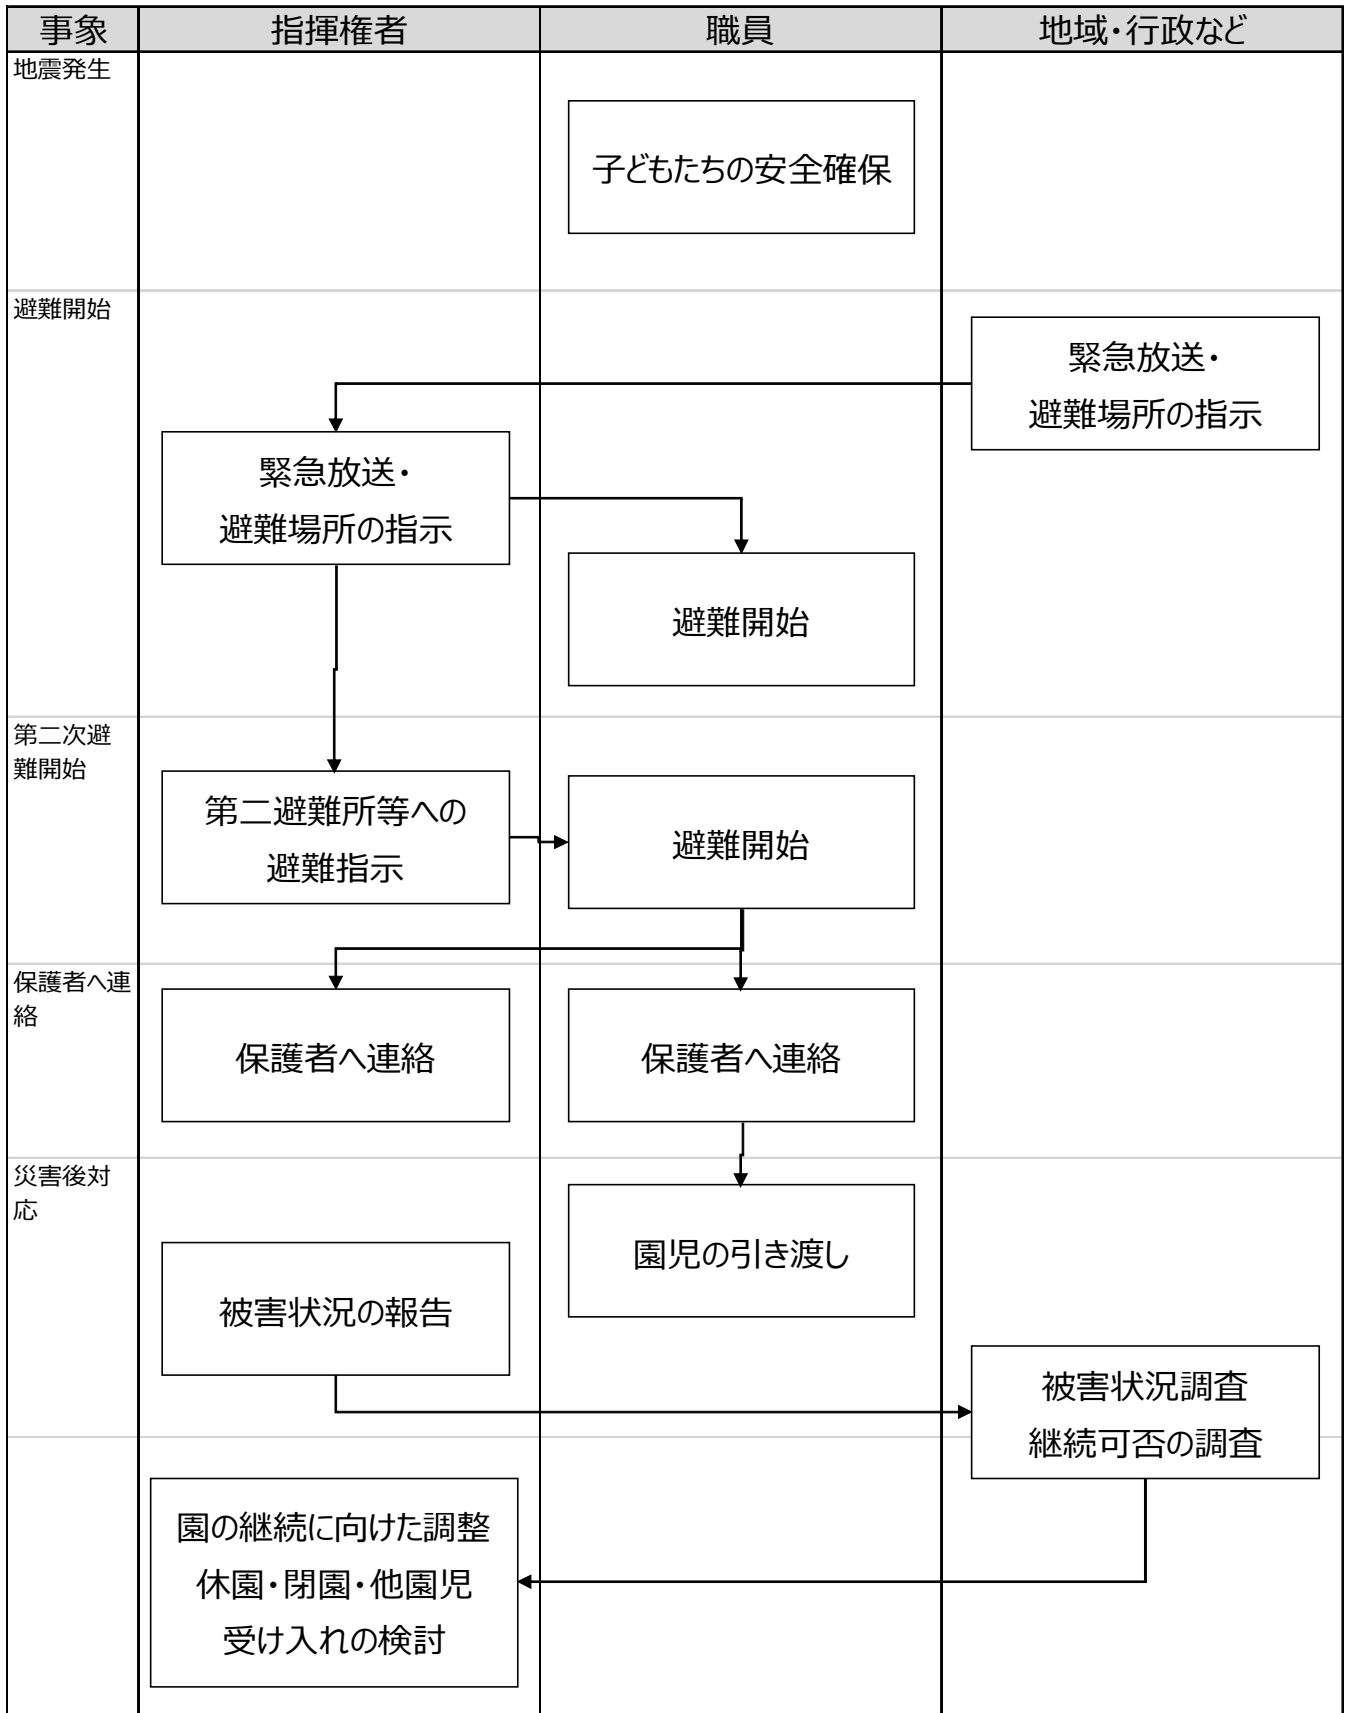 事象 指揮権者 職員 地域・行政など
地震発生
子どもたちの安全確保
避難開始
緊急放送・
避難場所の指示
緊急放送・
避難場所の指示
避難開始
第二次避
難開始
第二避難所等への
避難指示
避難開始
保護者へ連
絡
保護者へ連絡
保護者へ連絡
災害後対
応
園児の引き渡し
被害状況の報告
被害状況調査
継続可否の調査
園の継続に向けた調整
休園・閉園・他園児
受け入れの検討